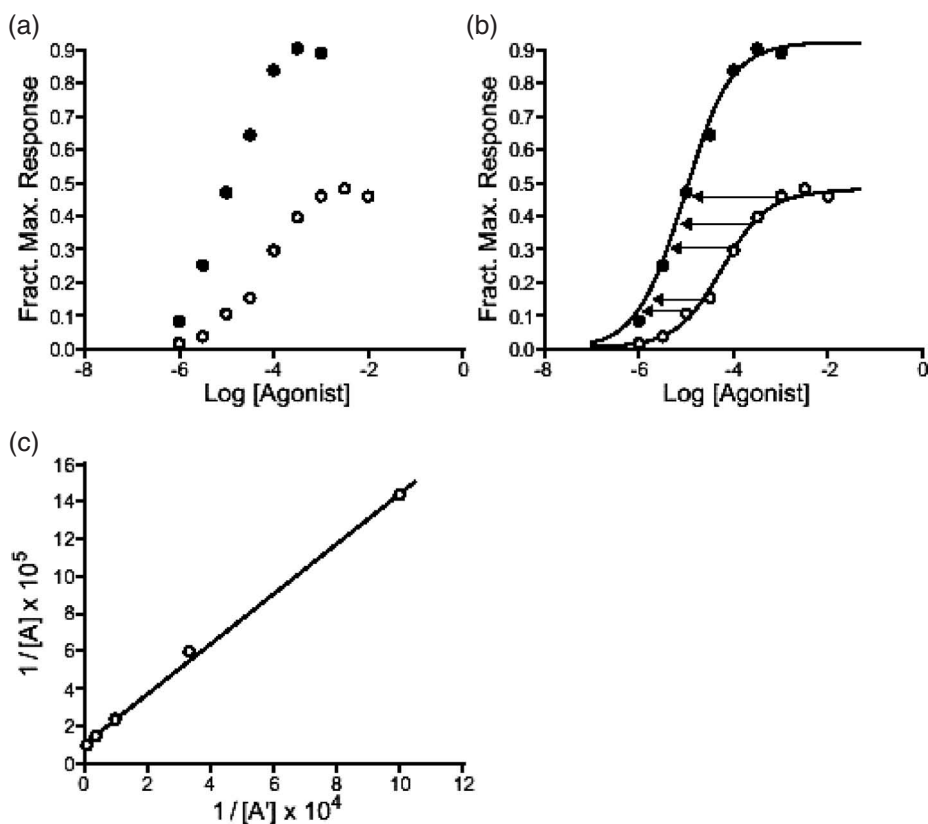 (a)
Fract. Max. Response
0.9
0.8
0.7
0.6
0.5
0.4
0.3
0.2
0.1
0.0
-8 -6 -4 -2 0
Log [Agonist]
(b)
Fract. Max. Response
0.9
0.8
0.7
0.6
0.5
0.4
0.3
0.2
0.1
0.0
-8 -6 -4 -2 0
Log [Agonist]
(c)
1 / [A] x 10⁵
16
14
12
10
8
6
4
2
0
0 2 4 6 8 10 12
1 / [A'] x 10⁴